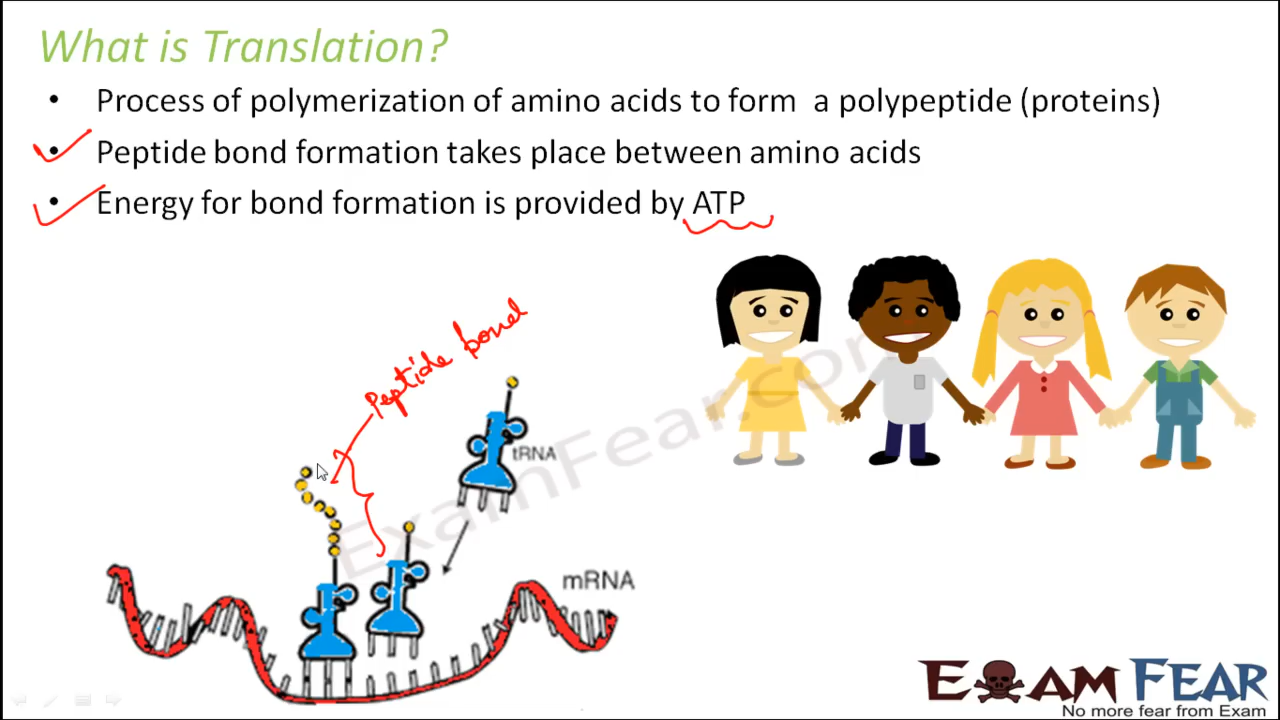 What is Translation?
• Process of polymerization of amino acids to form a polypeptide (proteins)
• Peptide bond formation takes place between amino acids
• Energy for bond formation is provided by ATP
Peptide bond
tRNA
mRNA
ExamFear.com
EXAM FEAR
No more fear from Exam